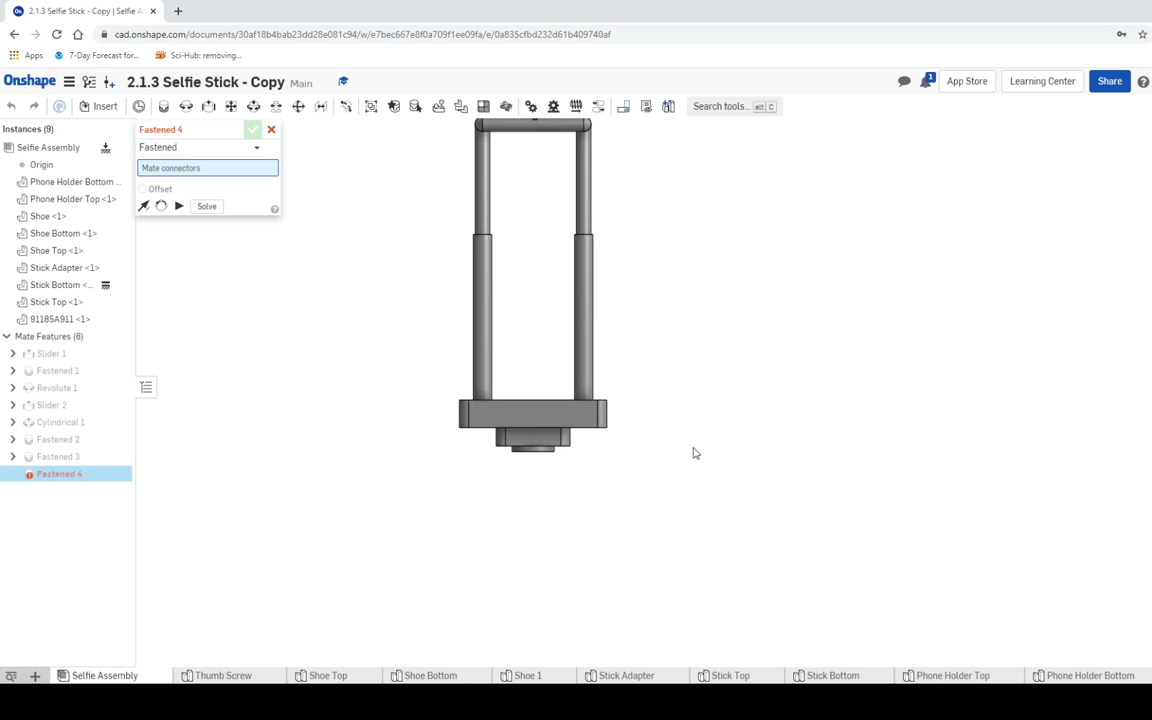 2.1.3 Selfie Stick - Copy | Selfie A
cad.onshape.com/documents/30af18b4bab23dd28e081c94/w/e7bec667e8f0a709f1ee09fa/e/0a835cfbd232d61b409740af
Apps 7-Day Forecast for... Sci-Hub: removing...
Onshape 2.1.3 Selfie Stick - Copy Main 1 App Store Learning Center Share
Insert Search tools... alt C
Instances (9)
Selfie Assembly
Origin
Phone Holder Bottom ...
Phone Holder Top <1>
Shoe <1>
Shoe Bottom <1>
Shoe Top <1>
Stick Adapter <1>
Stick Bottom <...
Stick Top <1>
91185A911 <1>
Mate Features (8)
Slider 1
Fastened 1
Revolute 1
Slider 2
Cylindrical 1
Fastened 2
Fastened 3
Fastened 4
Fastened 4
Fastened
Mate connectors
Offset
Solve
Selfie Assembly Thumb Screw Shoe Top Shoe Bottom Shoe 1 Stick Adapter Stick Top Stick Bottom Phone Holder Top Phone Holder Bottom